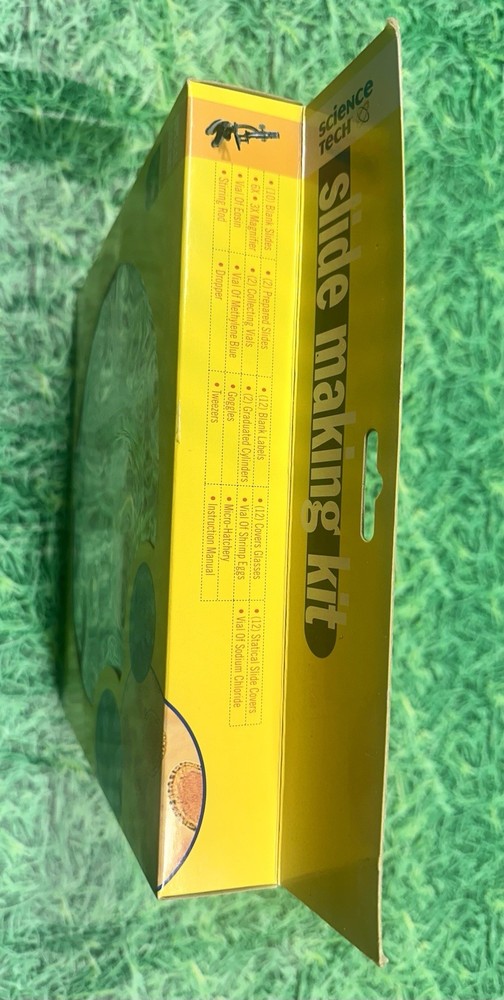 SCIENCE
TECH
slide making kit
• (10) Blank Slides • (2) Prepared Slides • (12) Blank Labels • (12) Covers Glasses • (12) Statical Slide Covers
• 6X • 3X Magnifier • (2) Collecting Vials • (2) Graduated Cylinders • Vial Of Shrimp Eggs • Vial Of Sodium Chloride
• Vial Of Eosin • Vial Of Methylene Blue • Goggles • Micro-Hatchery
• Stirring Rod • Dropper • Tweezers • Instruction Manual